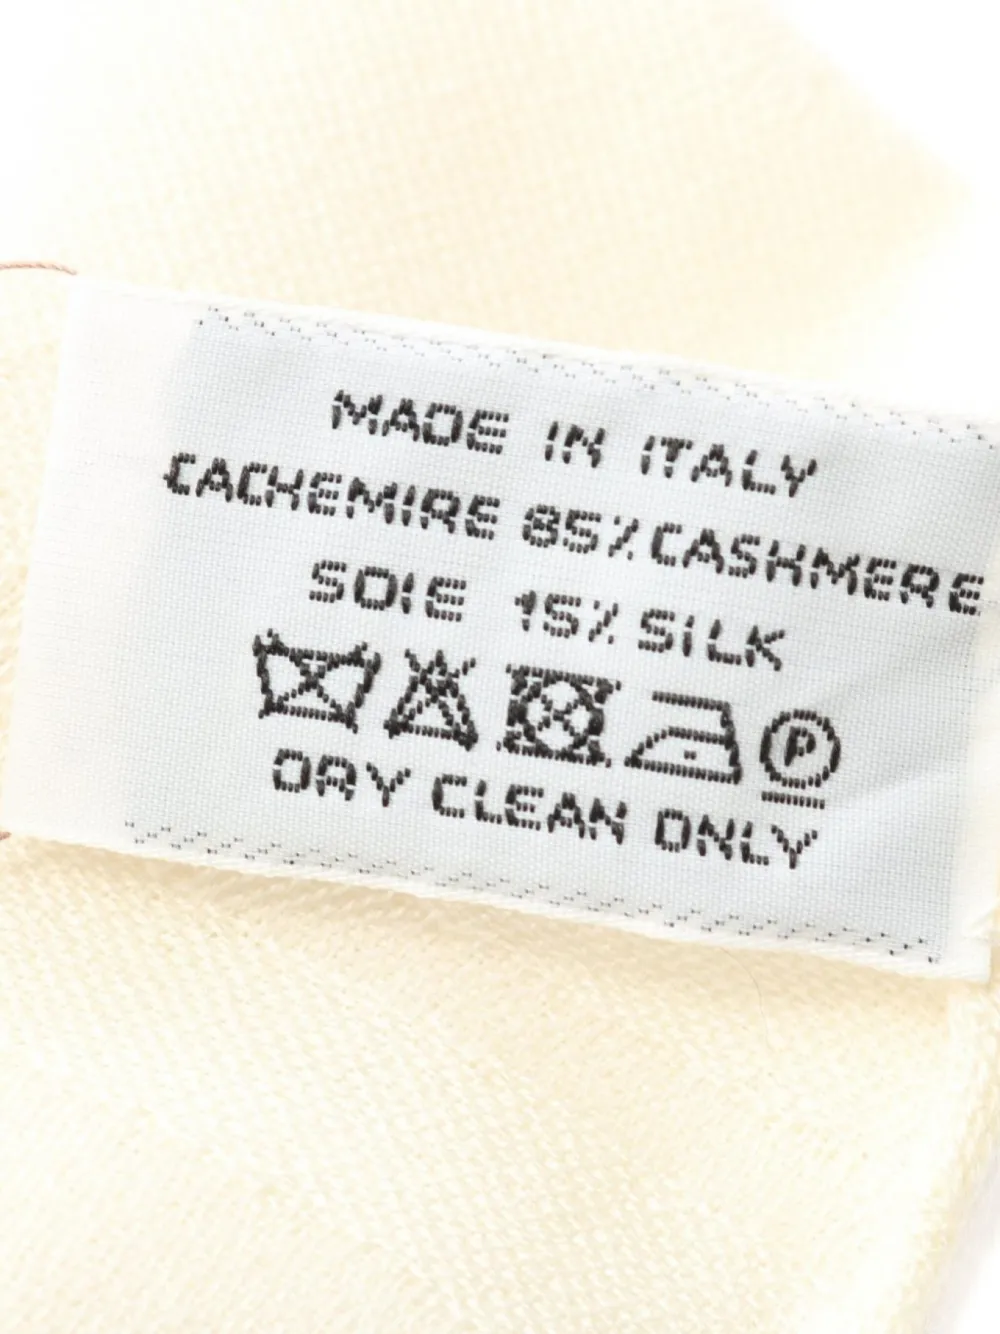 MADE IN ITALY
CACHEMIRE 85% CASHMERE
SOIE 15% SILK
P
DRY CLEAN ONLY